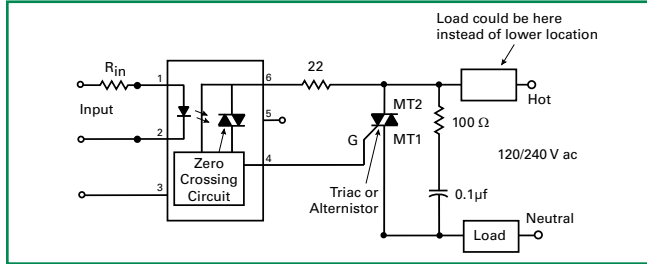 Load could be here
instead of lower location
Rin
1
6
22
Hot
Input
2
5
MT2
MT1
G
100 Ω
120/240 V ac
Zero
Crossing
Circuit
4
3
Triac or
Alternistor
0.1µf
Neutral
Load